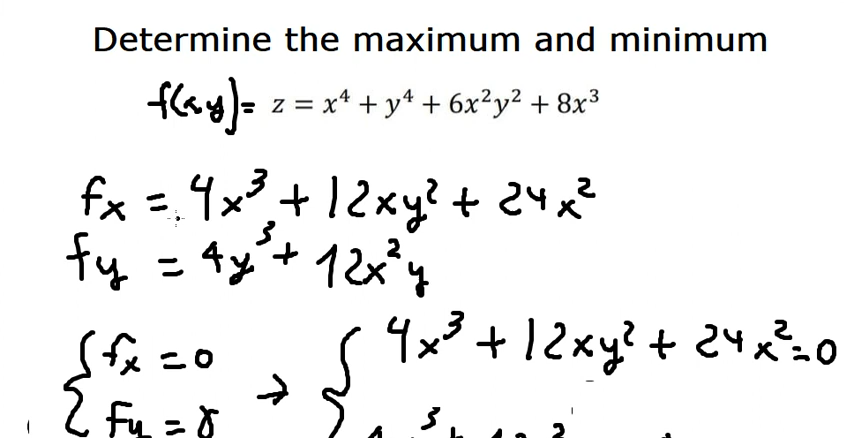 Determine the maximum and minimum
f(x,y)= z = x⁴ + y⁴ + 6x²y² + 8x³
fx = 4x³ + 12xy² + 24x²
fy = 4y³ + 12x²y
{ fx = 0 → { 4x³ + 12xy² + 24x² = 0
fy = 0